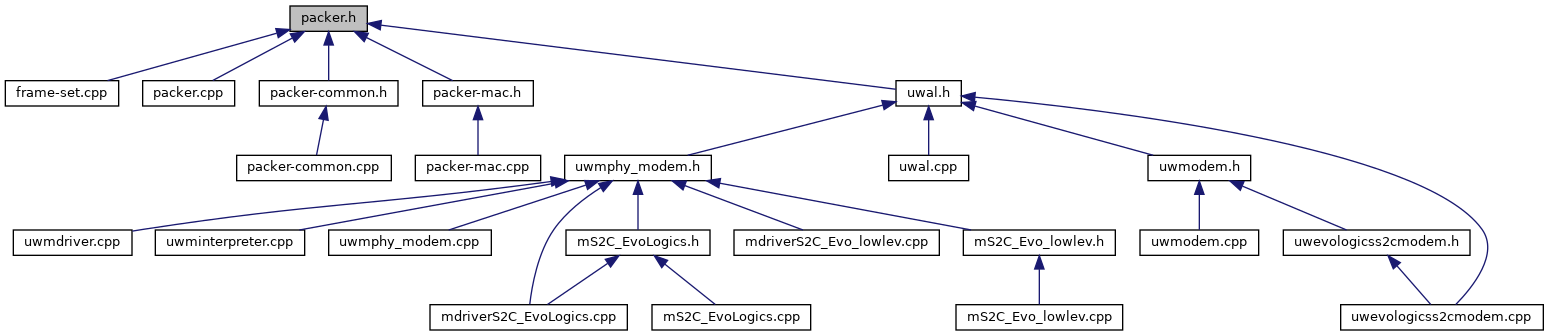 packer.h
frame-set.cpp
packer.cpp
packer-common.h
packer-mac.h
uwal.h
packer-common.cpp
packer-mac.cpp
uwmphy_modem.h
uwal.cpp
uwmodem.h
uwmdriver.cpp
uwminterpreter.cpp
uwmphy_modem.cpp
mS2C_EvoLogics.h
mdriverS2C_Evo_lowlev.cpp
mS2C_Evo_lowlev.h
uwmodem.cpp
uwevologicss2cmodem.h
mdriverS2C_EvoLogics.cpp
mS2C_EvoLogics.cpp
mS2C_Evo_lowlev.cpp
uwevologicss2cmodem.cpp